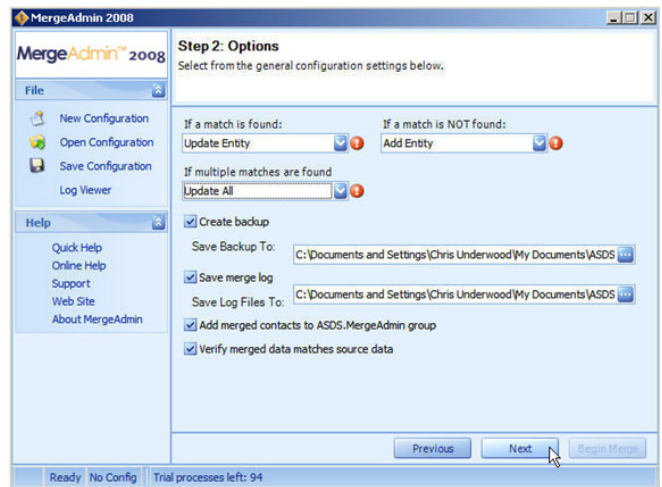 MergeAdmin 2008
MergeAdmin™ 2008
File
New Configuration
Open Configuration
Save Configuration
Log Viewer
Help
Quick Help
Online Help
Support
Web Site
About MergeAdmin
Step 2: Options
Select from the general configuration settings below.
If a match is found:
If a match is NOT found:
Update Entity
Add Entity
If multiple matches are found
Update All
Create backup
Save Backup To:
C:\Documents and Settings\Chris Underwood\My Documents\ASDS
Save merge log
Save Log Files To:
C:\Documents and Settings\Chris Underwood\My Documents\ASDS
Add merged contacts to ASDS.MergeAdmin group
Verify merged data matches source data
Previous
Next
Begin Merge
Ready
No Config
Trial processes left: 94